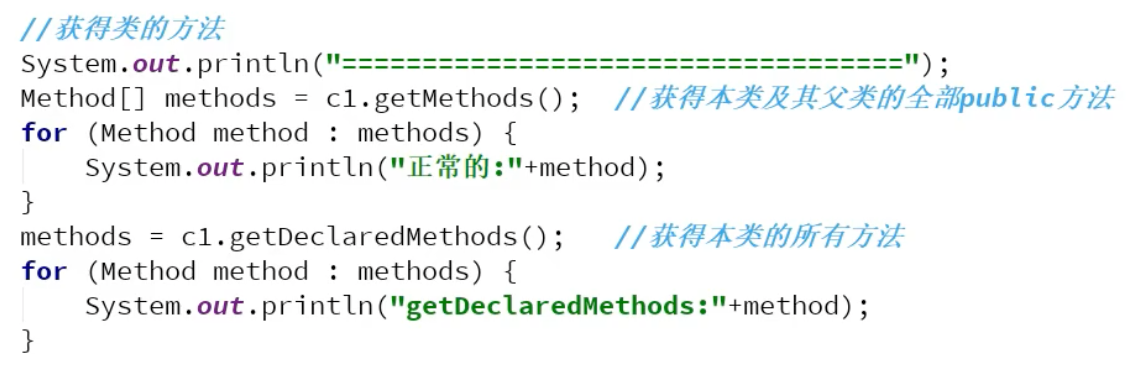 //获得类的方法
System.out.println("===================================");
Method[] methods = c1.getMethods();  //获得本类及其父类的全部public方法
for (Method method : methods) {
    System.out.println("正常的:"+method);
}
methods = c1.getDeclaredMethods();   //获得本类的所有方法
for (Method method : methods) {
    System.out.println("getDeclaredMethods:"+method);
}